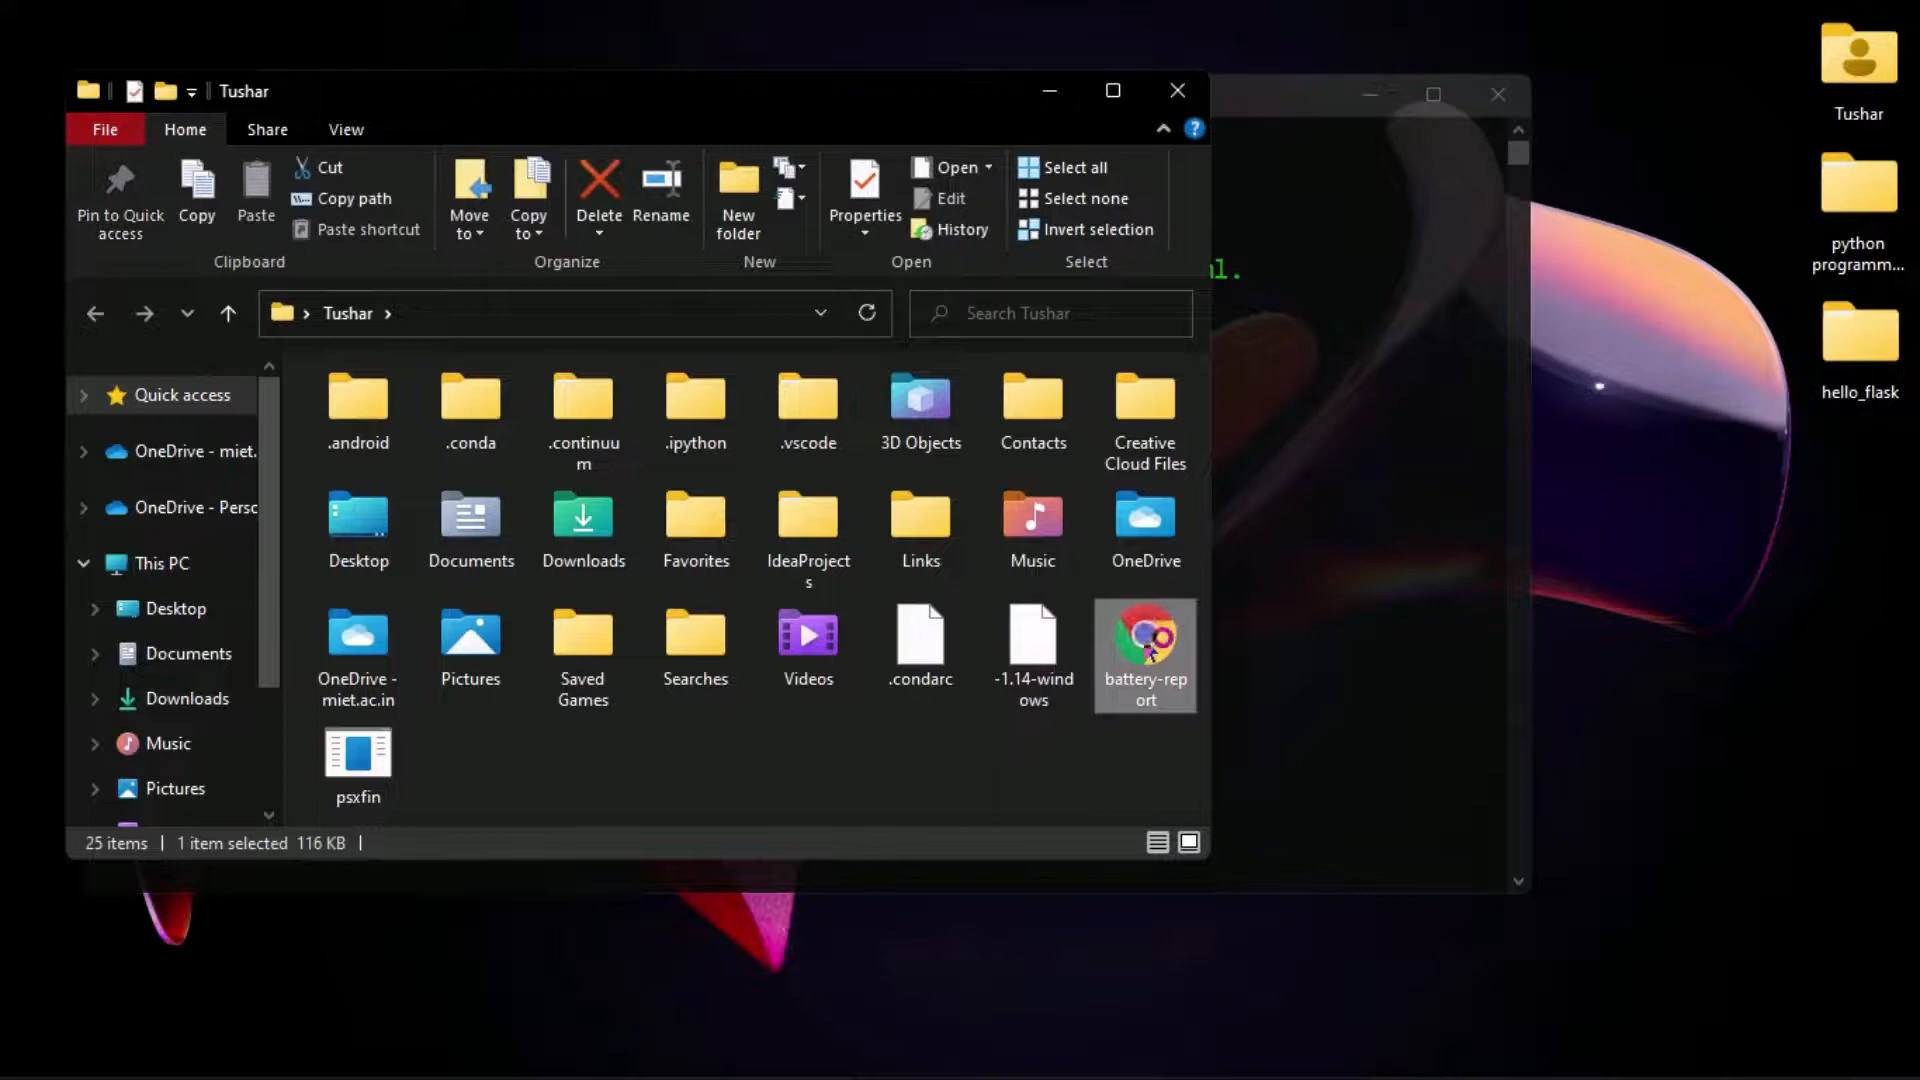 Tushar
File
Home
Share
View
?
Pin to Quick
access
Copy
Paste
Cut
Copy path
Paste shortcut
Clipboard
Move
to
Copy
to
Delete
Rename
Organize
New
folder
New
Properties
Open
Edit
History
Open
Select all
Select none
Invert selection
Select
Tushar
Search Tushar
Quick access
OneDrive - miet.
OneDrive - Persc
This PC
Desktop
Documents
Downloads
Music
Pictures
.android
.conda
.continuu
m
.ipython
.vscode
3D Objects
Contacts
Creative
Cloud Files
Desktop
Documents
Downloads
Favorites
IdeaProject
s
Links
Music
OneDrive
OneDrive -
miet.ac.in
Pictures
Saved
Games
Searches
Videos
.condarc
-1.14-wind
ows
battery-rep
ort
psxfin
25 items
1 item selected 116 KB
Tushar
python
programm...
hello_flask